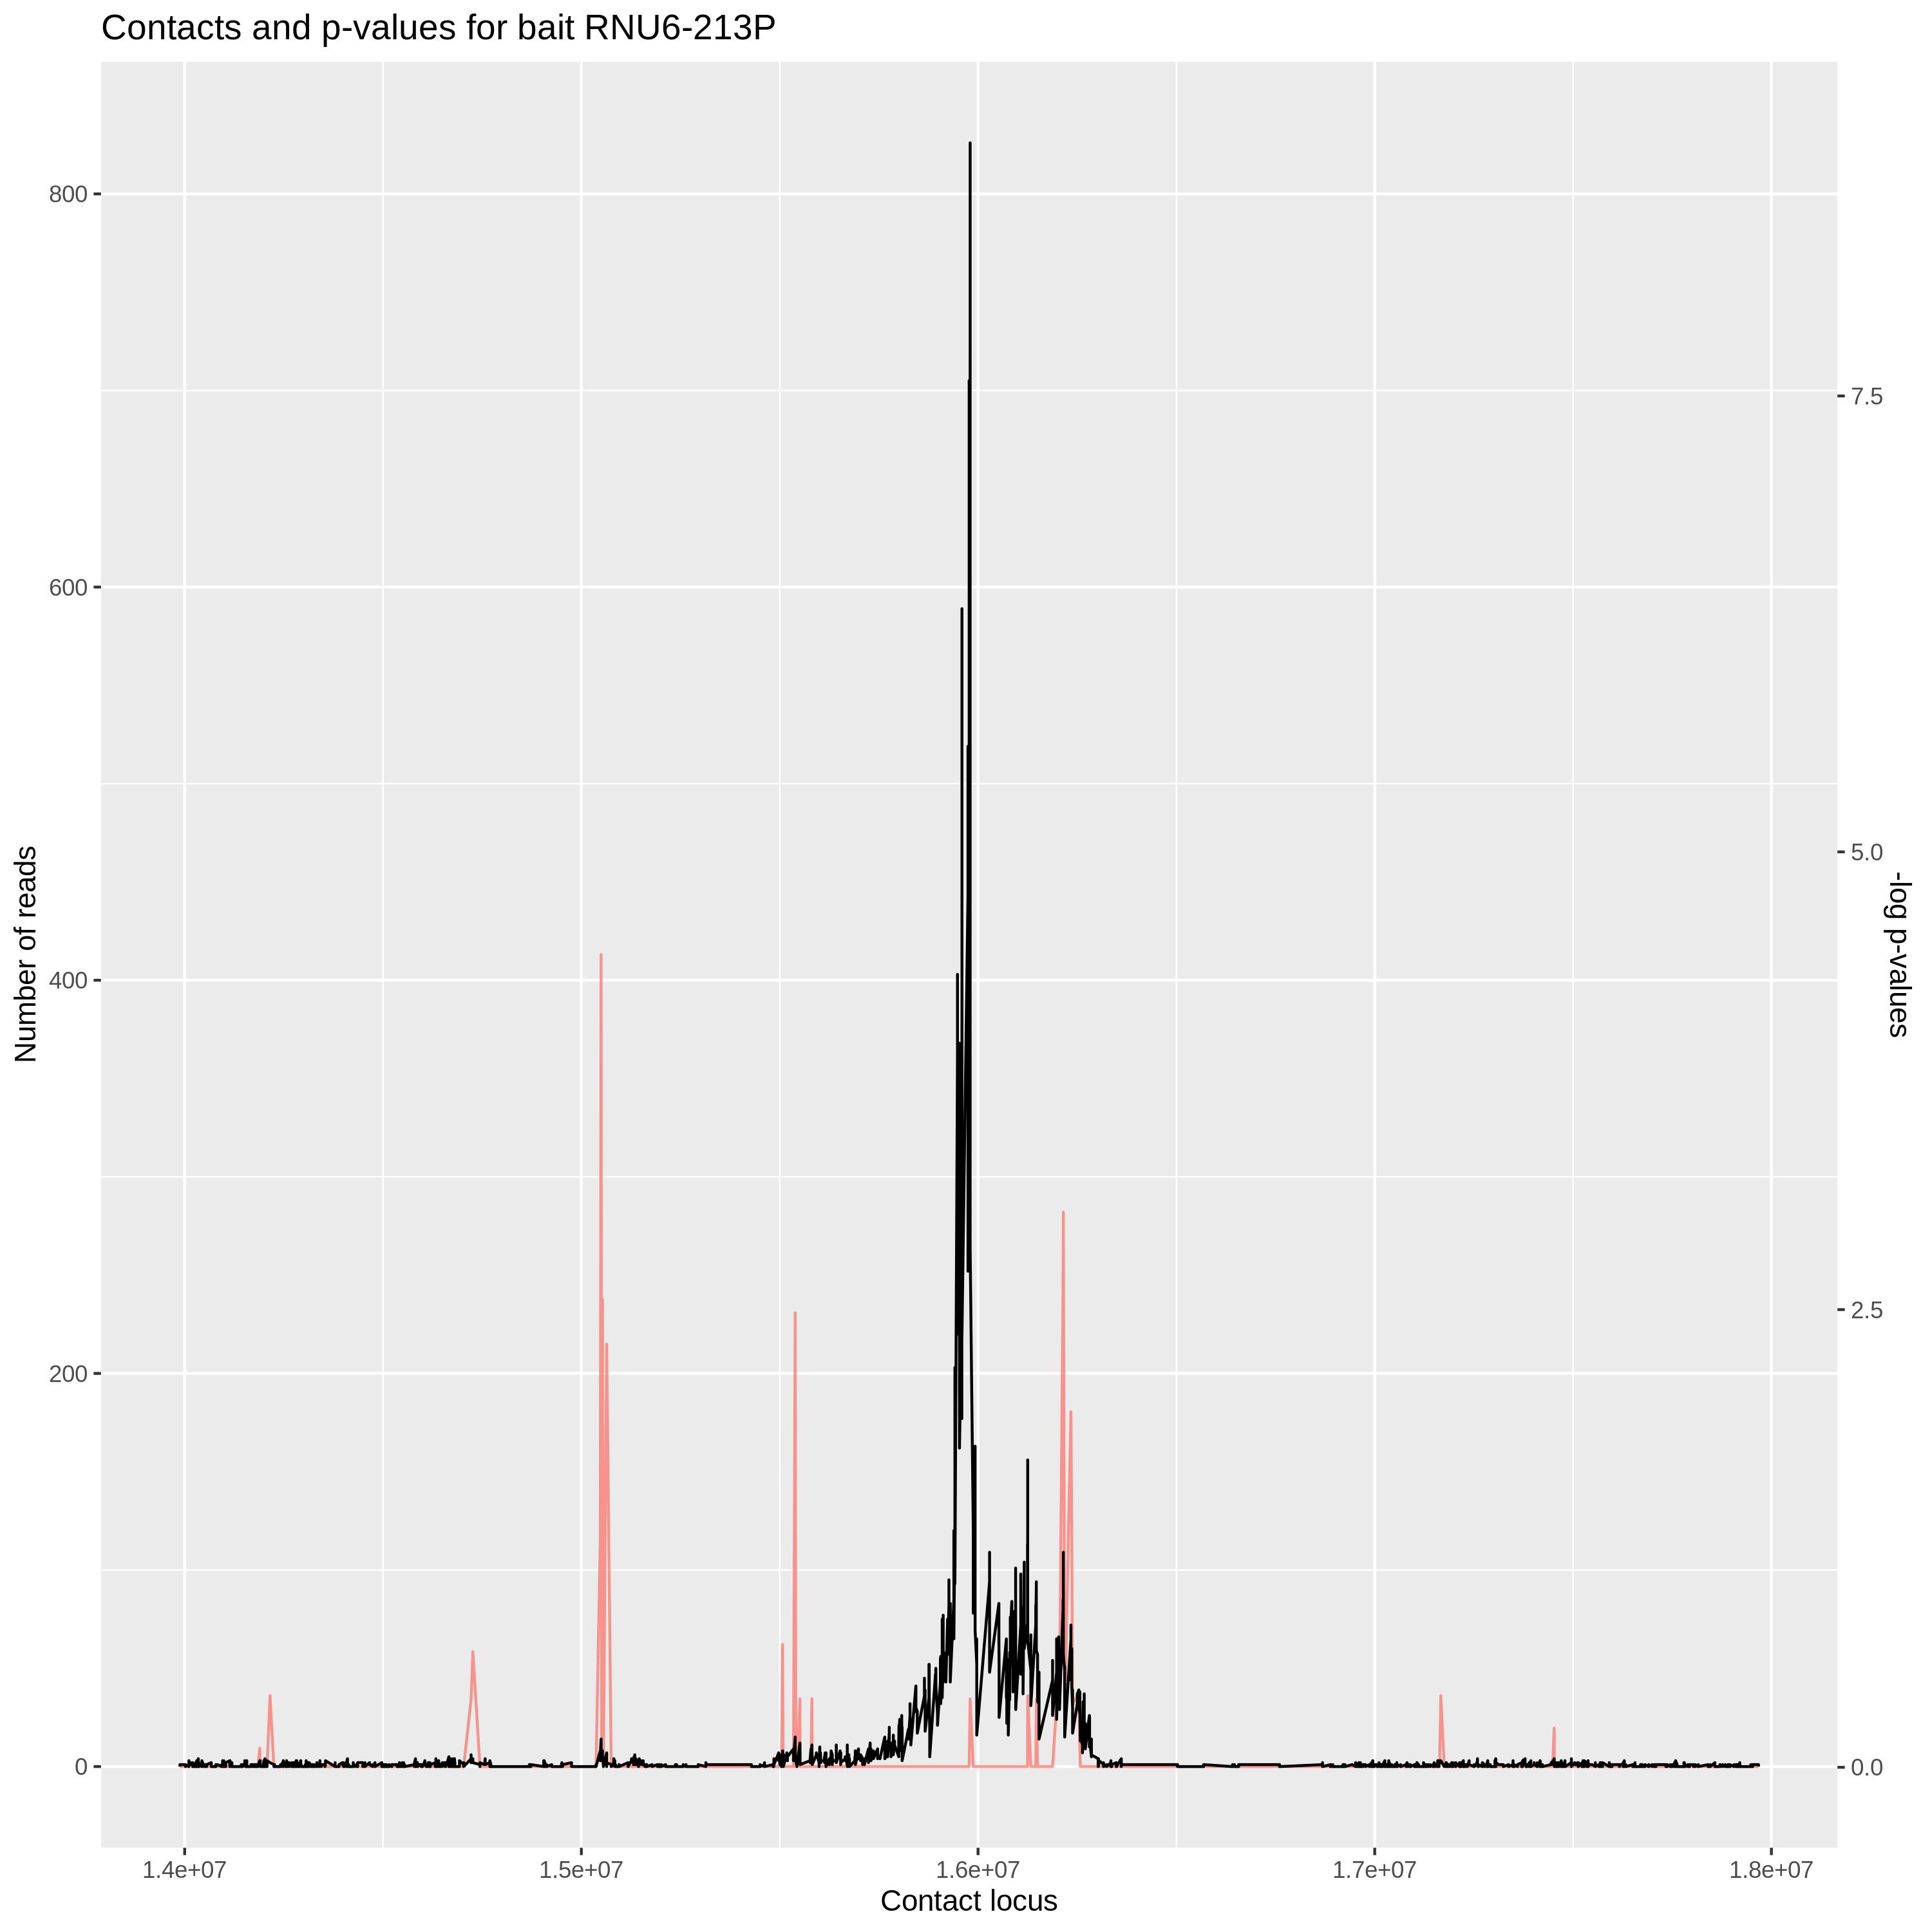 Contacts and p-values for bait RNU6-213P
800
600
400
200
0
7.5
5.0
2.5
0.0
Number of reads
-log p-values
1.4e+07 1.5e+07 1.6e+07 1.7e+07 1.8e+07
Contact locus